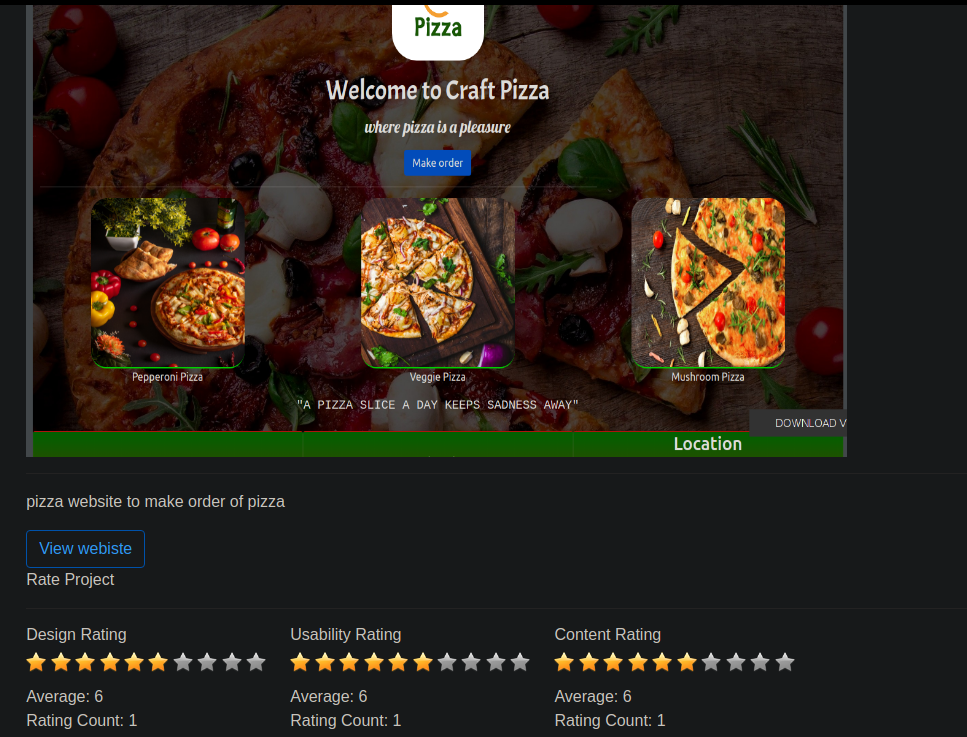 Pizza
Welcome to Craft Pizza
where pizza is a pleasure
Make order
Pepperoni Pizza Veggie Pizza Mushroom Pizza
"A PIZZA SLICE A DAY KEEPS SADNESS AWAY"
DOWNLOAD V
Location
pizza website to make order of pizza
View webiste
Rate Project
Design Rating Usability Rating Content Rating
Average: 6 Average: 6 Average: 6
Rating Count: 1 Rating Count: 1 Rating Count: 1